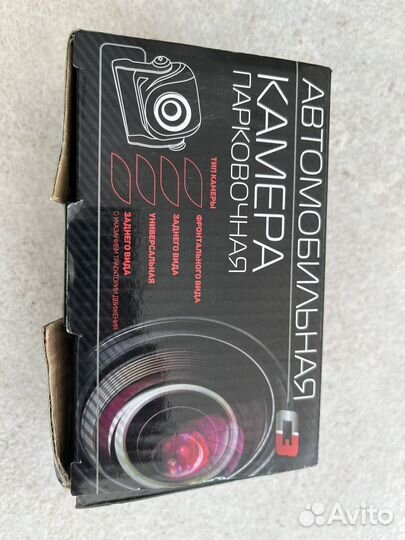 АВТОМОБИЛЬНАЯ
КАМЕРА
ПАРКОВОЧНАЯ
ТИП КАМЕРЫ
ФРОНТАЛЬНОГО ВИДА
ЗАДНЕГО ВИДА
УНИВЕРСАЛЬНАЯ
ЗАДНЕГО ВИДА
С УКАЗАНИЕМ ТРАЕКТОРИИ ДВИЖЕНИЯ
Avito